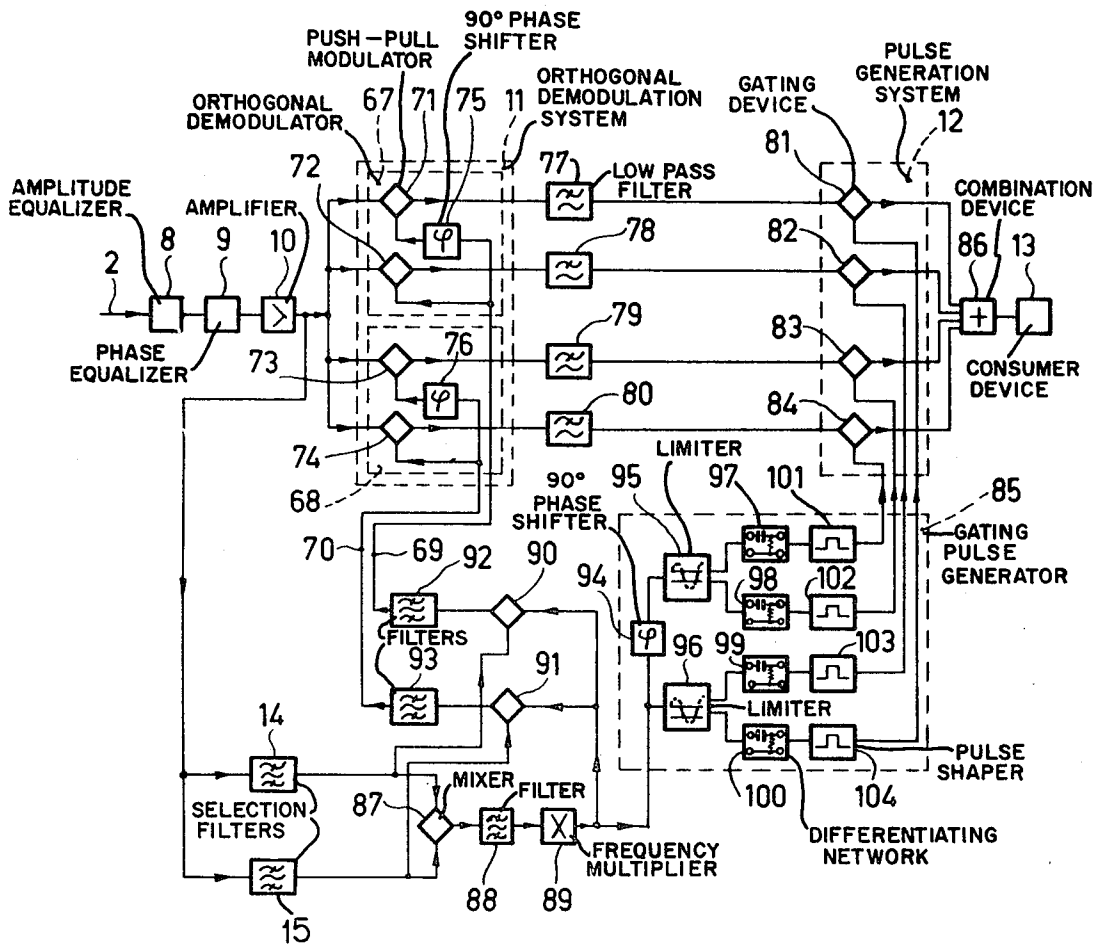 90° PHASE
SHIFTER
PUSH-PULL
MODULATOR
PULSE
GENERATION
SYSTEM
GATING
DEVICE
ORTHOGONAL
DEMODULATOR
67
71
75
11
ORTHOGONAL
DEMODULATION
SYSTEM
12
81
72
77
LOW PASS
FILTER
AMPLITUDE
EQUALIZER
AMPLIFIER
COMBINATION
DEVICE
φ
78
82
2
8
9
10
86
13
>
+
79
83
PHASE
EQUALIZER
73
76
CONSUMER
DEVICE
φ
80
84
74
68
LIMITER
90°
PHASE
SHIFTER
95
97
101
85
GATING
PULSE
GENERATOR
70
69
92
90
98
102
94
φ
FILTERS
96
99
103
93
91
LIMITER
14
MIXER
PULSE
SHAPER
100
104
SELECTION
FILTERS
87
FILTER
X
DIFFERENTIATING
NETWORK
FREQUENCY
MULTIPLIER
88
89
15